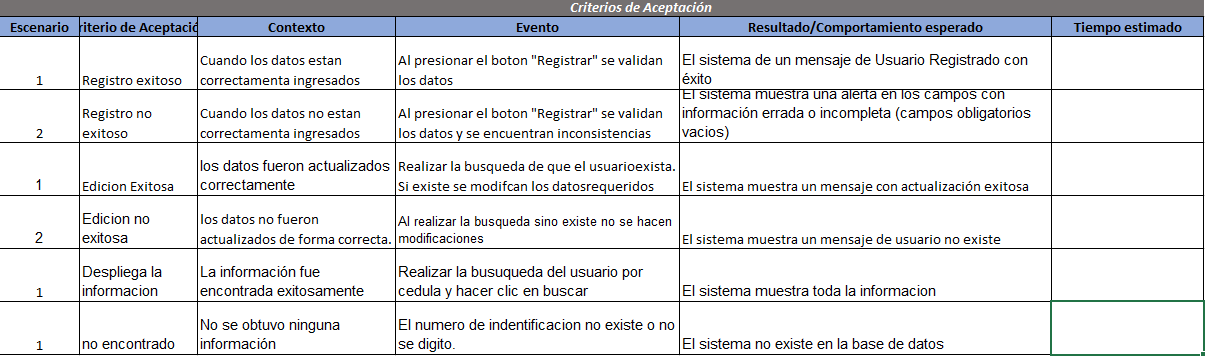 Criterios de Aceptación
Escenario riterio de Aceptació Contexto Evento Resultado/Comportamiento esperado Tiempo estimado
1 Registro exitoso
Cuando los datos estan
correctamente ingresados
Al presionar el boton "Registrar" se validan
los datos
El sistema de un mensaje de Usuario Registrado con
éxito
2
Registro no
exitoso
Cuando los datos no estan
correctamente ingresados
Al presionar el boton "Registrar" se validan
los datos y se encuentran inconsistencias
El sistema muestra una alerta en los campos con
información errada o incompleta (campos obligatorios
vacios)
1 Edicion Exitosa
los datos fueron actualizados
correctamente
Realizar la busqueda de que el usuarioexista.
Si existe se modifcan los datosrequeridos
El sistema muestra un mensaje con actualización exitosa
2
Edicion no
exitosa
los datos no fueron
actualizados de forma correcta.
Al realizar la busqueda sino existe no se hacen
modificaciones
El sistema muestra un mensaje de usuario no existe
1
Despliega la
informacion
La información fue
encontrada exitosamente
Realizar la busuqueda del usuario por
cedula y hacer clic en buscar
El sistema muestra toda la informacion
1 no encontrado
No se obtuvo ninguna
información
El numero de indentificacion no existe o no
se digito.
El sistema no existe en la base de datos